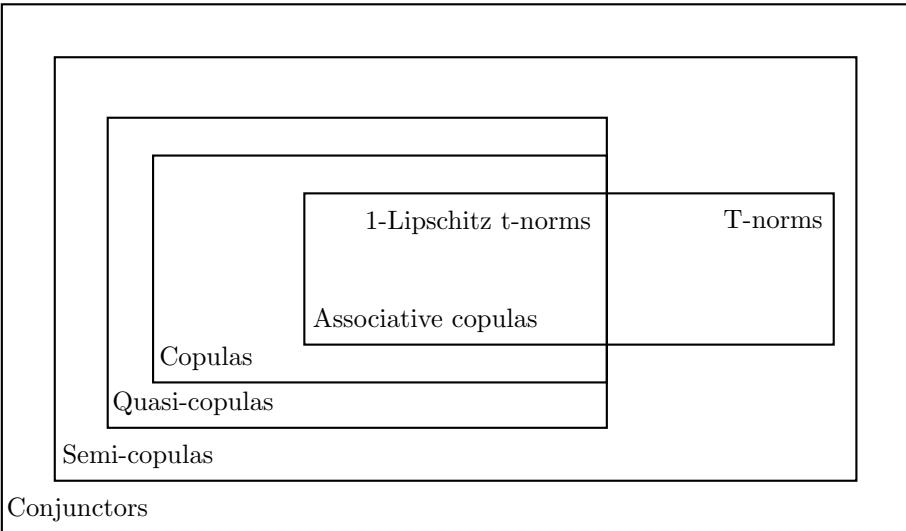 1-Lipschitz t-norms
T-norms
Associative copulas
Copulas
Quasi-copulas
Semi-copulas
Conjunctors